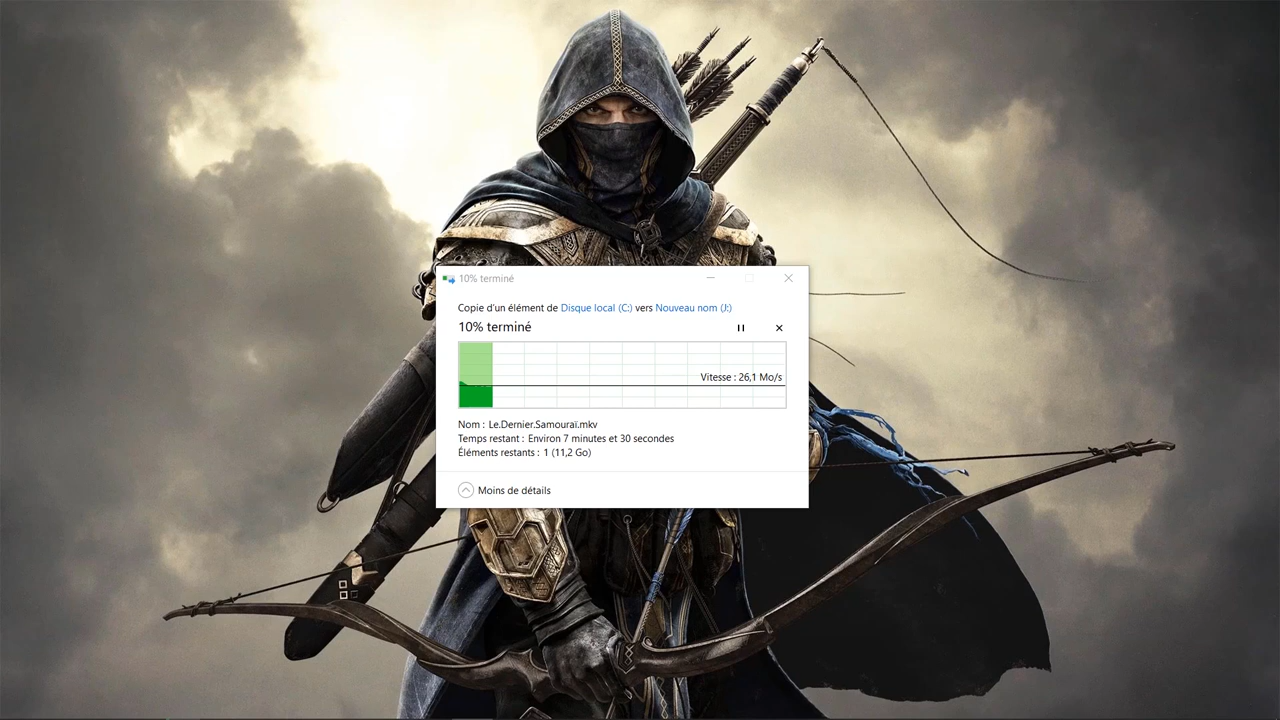 10% terminé
Copie d'un élément de Disque local (C:) vers Nouveau nom (J:)
10% terminé
Vitesse : 26,1 Mo/s
Nom : Le.Dernier.Samouraï.mkv
Temps restant : Environ 7 minutes et 30 secondes
Éléments restants : 1 (11,2 Go)
Moins de détails